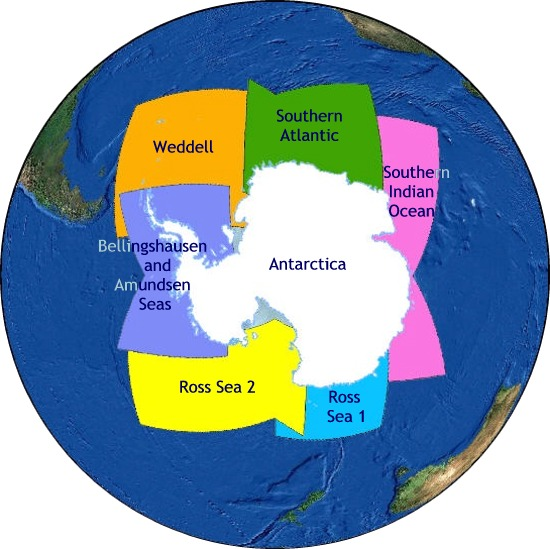 Southern
Atlantic
Weddell
Southern
Indian
Ocean
Bellingshausen
and
Amundsen
Seas
Antarctica
Ross Sea 2
Ross
Sea 1